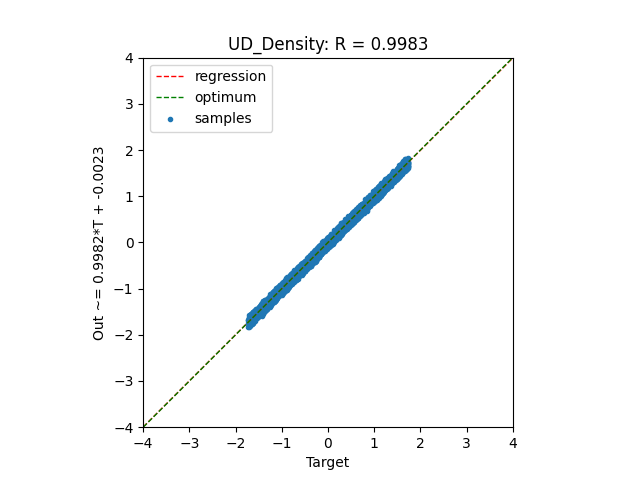 UD_Density: R = 0.9983
regression
optimum
samples
4
3
2
1
0
−1
−2
−3
−4
−4 −3 −2 −1 0 1 2 3 4
Target
Out ~= 0.9982*T + -0.0023